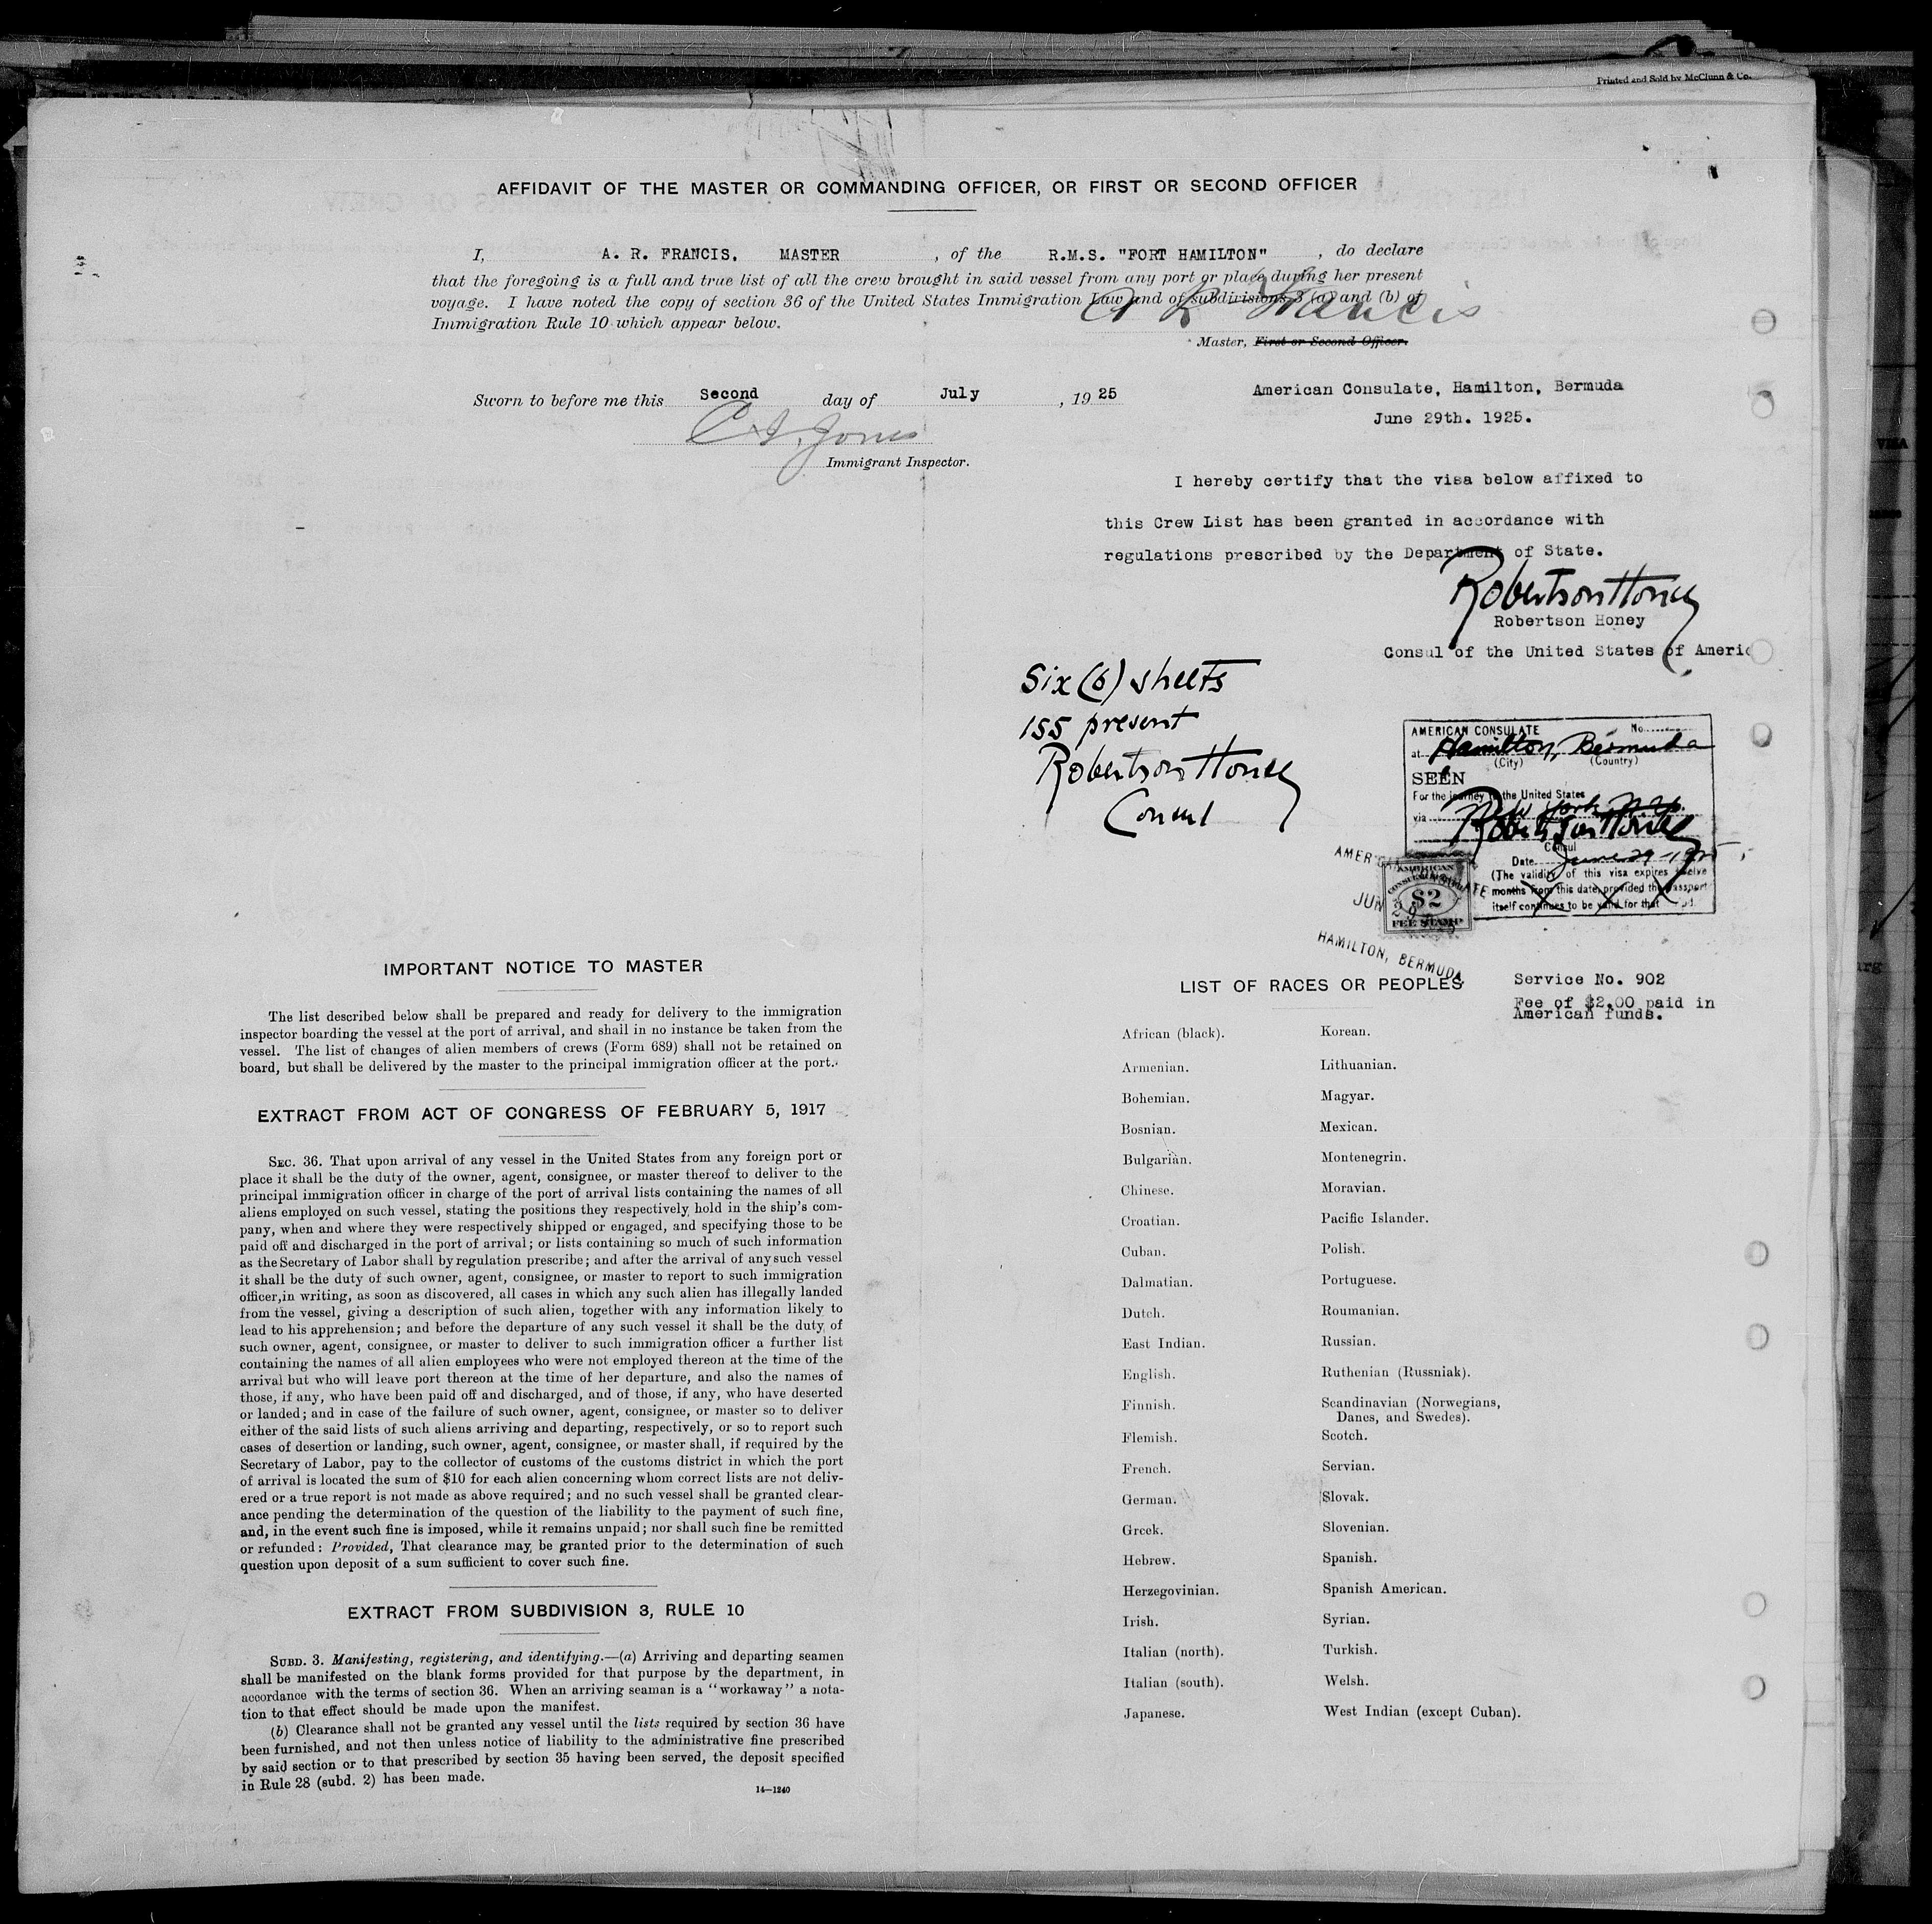 Printed and Sold by McClunn & Co.
AFFIDAVIT OF THE MASTER OR COMMANDING OFFICER, OR FIRST OR SECOND OFFICER
I, A. R. FRANCIS, MASTER , of the R.M.S. "FORT HAMILTON" , do declare
that the foregoing is a full and true list of all the crew brought in said vessel from any port or place during her present
voyage. I have noted the copy of section 36 of the United States Immigration Law and of subdivisions 3 (a) and (b) of
Immigration Rule 10 which appear below.
A R Francis
Master, First or Second Officer.
Sworn to before me this Second day of July , 19 25
Jones
Immigrant Inspector.
American Consulate, Hamilton, Bermuda
June 29th. 1925.
I hereby certify that the visa below affixed to
this Crew List has been granted in accordance with
regulations prescribed by the Department of State.
Robertson Honey
Robertson Honey
Consul of the United States of Americ
Six (6) sheets
155 present
Robertson Honey
Consul
AMERICAN CONSULATE No.
at Hamilton, Bermuda
(City) (Country)
SEEN
For the journey to the United States
via New York, N.Y.
Robertson Honey
Consul
Date June 29-1925
(The validity of this visa expires twelve
months from this date, provided the passport
itself continues to be valid for that
AMERICAN
CONSULAR
$2
FEE STAMP
JUN 29
HAMILTON, BERMUDA
Service No. 902
Fee of $2.00 paid in
American funds.
IMPORTANT NOTICE TO MASTER
The list described below shall be prepared and ready for delivery to the immigration
inspector boarding the vessel at the port of arrival, and shall in no instance be taken from the
vessel. The list of changes of alien members of crews (Form 689) shall not be retained on
board, but shall be delivered by the master to the principal immigration officer at the port.
EXTRACT FROM ACT OF CONGRESS OF FEBRUARY 5, 1917
SEC. 36. That upon arrival of any vessel in the United States from any foreign port or
place it shall be the duty of the owner, agent, consignee, or master thereof to deliver to the
principal immigration officer in charge of the port of arrival lists containing the names of all
aliens employed on such vessel, stating the positions they respectively hold in the ship's com-
pany, when and where they were respectively shipped or engaged, and specifying those to be
paid off and discharged in the port of arrival; or lists containing so much of such information
as the Secretary of Labor shall by regulation prescribe; and after the arrival of any such vessel
it shall be the duty of such owner, agent, consignee, or master to report to such immigration
officer, in writing, as soon as discovered, all cases in which any such alien has illegally landed
from the vessel, giving a description of such alien, together with any information likely to
lead to his apprehension; and before the departure of any such vessel it shall be the duty of
such owner, agent, consignee, or master to deliver to such immigration officer a further list
containing the names of all alien employees who were not employed thereon at the time of the
arrival but who will leave port thereon at the time of her departure, and also the names of
those, if any, who have been paid off and discharged, and of those, if any, who have deserted
or landed; and in case of the failure of such owner, agent, consignee, or master so to deliver
either of the said lists of such aliens arriving and departing, respectively, or so to report such
cases of desertion or landing, such owner, agent, consignee, or master shall, if required by the
Secretary of Labor, pay to the collector of customs of the customs district in which the port
of arrival is located the sum of $10 for each alien concerning whom correct lists are not deliv-
ered or a true report is not made as above required; and no such vessel shall be granted clear-
ance pending the determination of the question of the liability to the payment of such fine,
and, in the event such fine is imposed, while it remains unpaid; nor shall such fine be remitted
or refunded: Provided, That clearance may be granted prior to the determination of such
question upon deposit of a sum sufficient to cover such fine.
EXTRACT FROM SUBDIVISION 3, RULE 10
SUBD. 3. Manifesting, registering, and identifying.—(a) Arriving and departing seamen
shall be manifested on the blank forms provided for that purpose by the department, in
accordance with the terms of section 36. When an arriving seaman is a "workaway" a nota-
tion to that effect should be made upon the manifest.
(b) Clearance shall not be granted any vessel until the lists required by section 36 have
been furnished, and not then unless notice of liability to the administrative fine prescribed
by said section or to that prescribed by section 35 having been served, the deposit specified
in Rule 28 (subd. 2) has been made.
14—1240
LIST OF RACES OR PEOPLES
African (black).
Armenian.
Bohemian.
Bosnian.
Bulgarian.
Chinese.
Croatian.
Cuban.
Dalmatian.
Dutch.
East Indian.
English.
Finnish.
Flemish.
French.
German.
Greek.
Hebrew.
Herzegovinian.
Irish.
Italian (north).
Italian (south).
Japanese.
Korean.
Lithuanian.
Magyar.
Mexican.
Montenegrin.
Moravian.
Pacific Islander.
Polish.
Portuguese.
Roumanian.
Russian.
Ruthenian (Russniak).
Scandinavian (Norwegians,
Danes, and Swedes).
Scotch.
Servian.
Slovak.
Slovenian.
Spanish.
Spanish American.
Syrian.
Turkish.
Welsh.
West Indian (except Cuban).